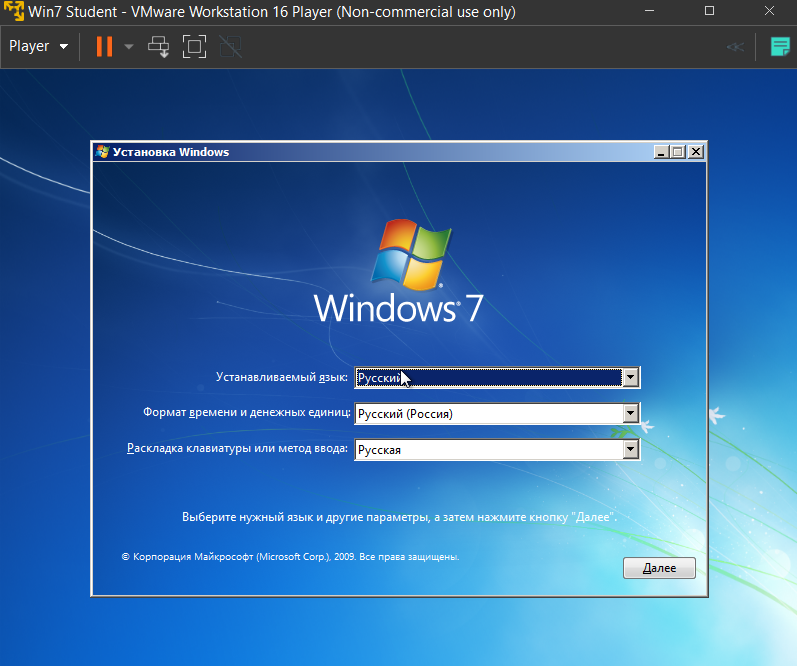 Win7 Student - VMware Workstation 16 Player (Non-commercial use only)
Player
Установка Windows
Windows® 7
Устанавливаемый язык: Русский
Формат времени и денежных единиц: Русский (Россия)
Раскладка клавиатуры или метод ввода: Русская
Выберите нужный язык и другие параметры, а затем нажмите кнопку "Далее".
© Корпорация Майкрософт (Microsoft Corp.), 2009. Все права защищены.
Далее